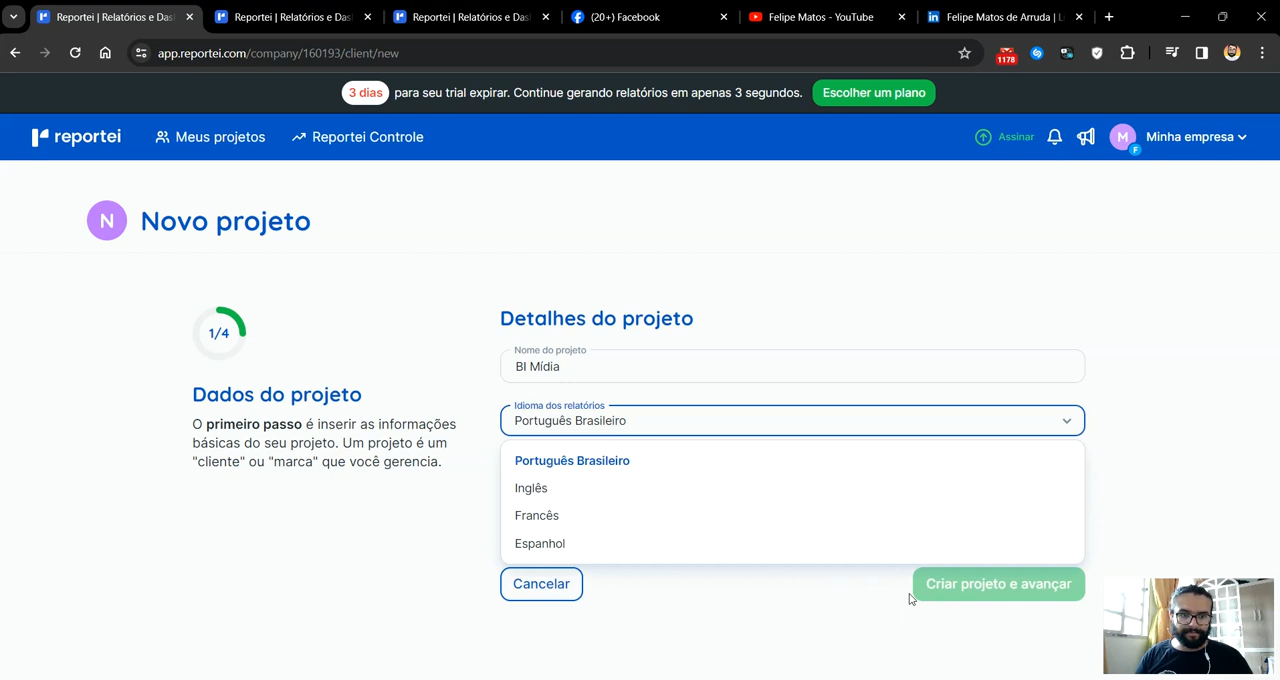 Reportei | Relatórios e Das
Reportei | Relatórios e Das
Reportei | Relatórios e Das
(20+) Facebook
Felipe Matos - YouTube
Felipe Matos de Arruda |
app.reportei.com/company/160193/client/new
1178
3 dias para seu trial expirar. Continue gerando relatórios em apenas 3 segundos. Escolher um plano
reportei
Meus projetos
Reportei Controle
Assinar
M
F
Minha empresa
N
Novo projeto
1/4
Dados do projeto
O primeiro passo é inserir as informações
básicas do seu projeto. Um projeto é um
"cliente" ou "marca" que você gerencia.
Detalhes do projeto
Nome do projeto
BI Mídia
Idioma dos relatórios
Português Brasileiro
Português Brasileiro
Inglês
Francês
Espanhol
Cancelar
Criar projeto e avançar